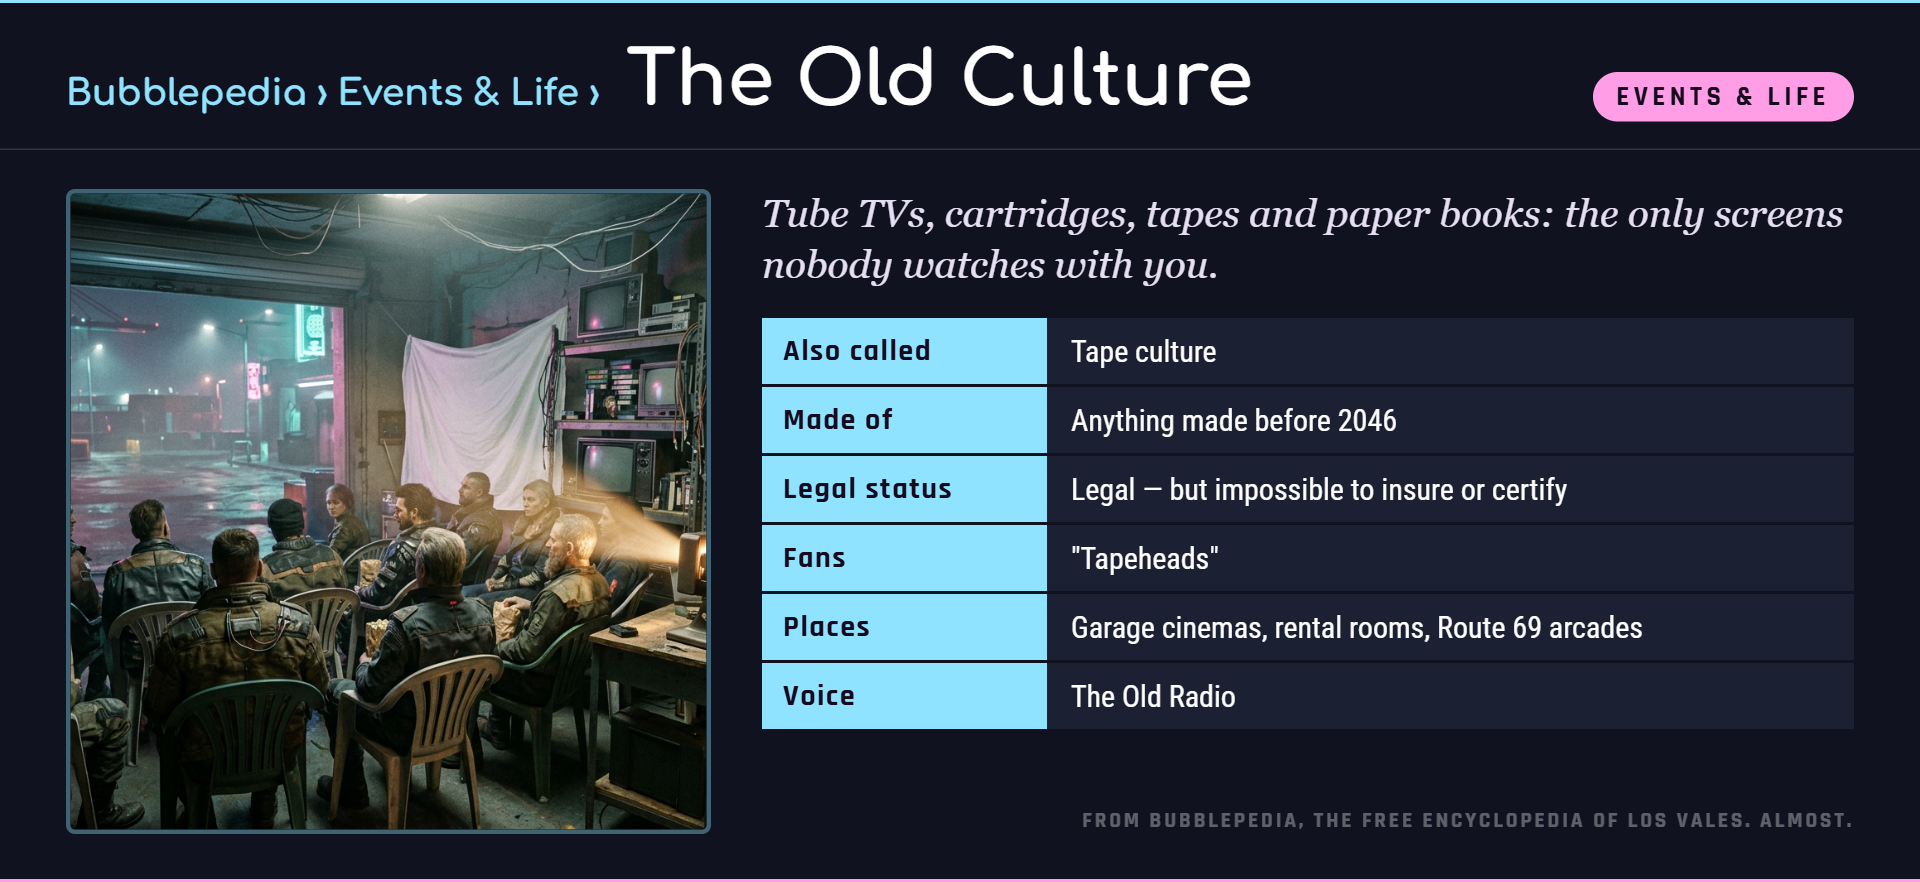 Bubblepedia › Events & Life › The Old Culture
EVENTS & LIFE
Tube TVs, cartridges, tapes and paper books: the only screens
nobody watches with you.
Also called Tape culture
Made of Anything made before 2046
Legal status Legal — but impossible to insure or certify
Fans "Tapeheads"
Places Garage cinemas, rental rooms, Route 69 arcades
Voice The Old Radio
FROM BUBBLEPEDIA, THE FREE ENCYCLOPEDIA OF LOS VALES. ALMOST.